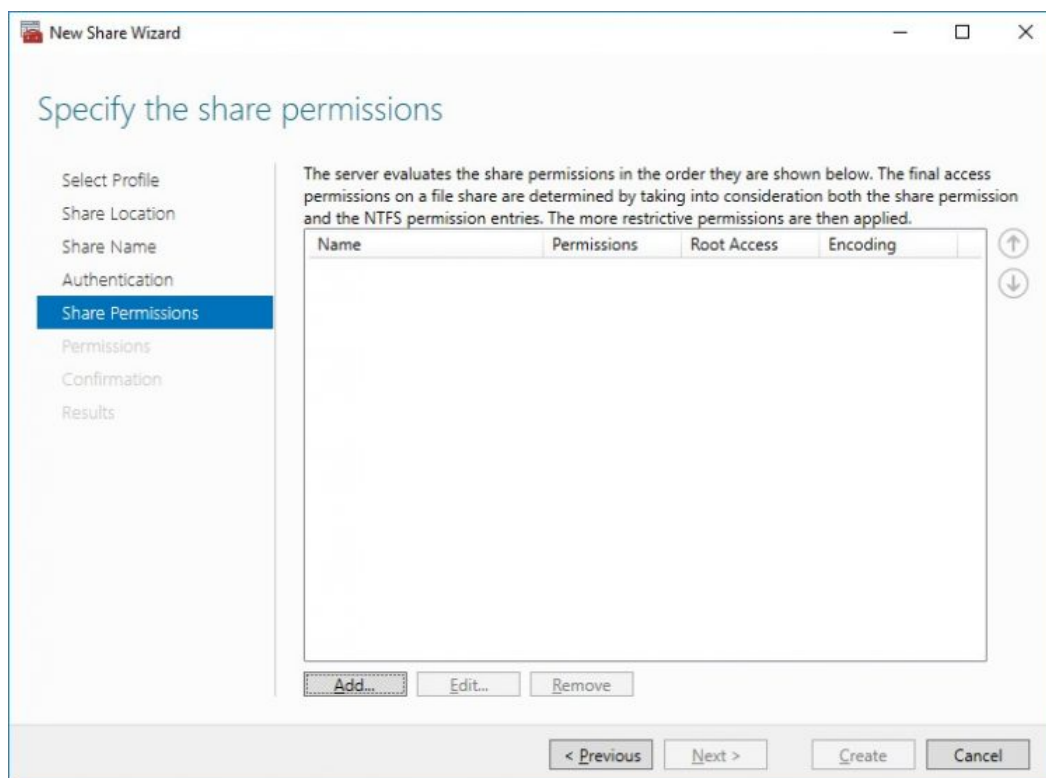 New Share Wizard
Specify the share permissions
Select Profile
Share Location
Share Name
Authentication
Share Permissions
Permissions
Confirmation
Results
The server evaluates the share permissions in the order they are shown below. The final access
permissions on a file share are determined by taking into consideration both the share permission
and the NTFS permission entries. The more restrictive permissions are then applied.
Name Permissions Root Access Encoding
Add... Edit... Remove
< Previous Next > Create Cancel